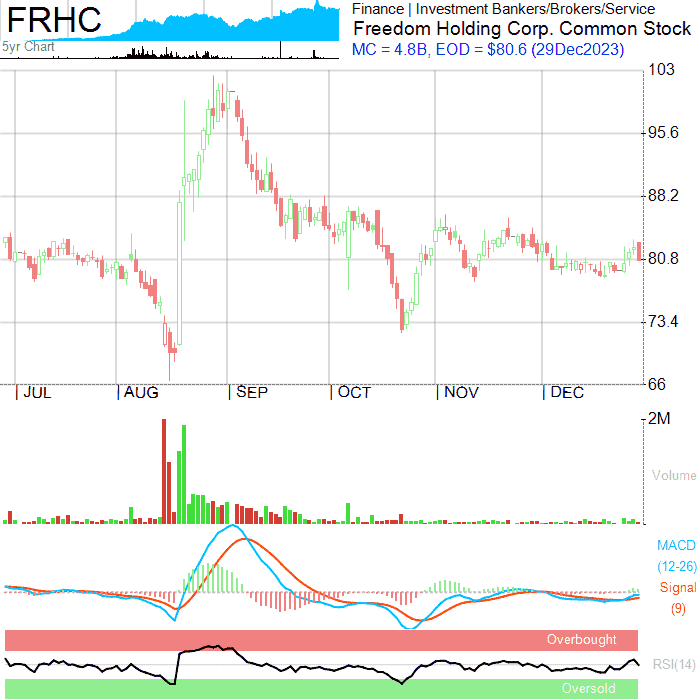 FRHC
5yr Chart
Finance | Investment Bankers/Brokers/Service
Freedom Holding Corp. Common Stock
MC = 4.8B, EOD = $80.6 (29Dec2023)
103
95.6
88.2
80.8
73.4
66
JUL AUG SEP OCT NOV DEC
2M
Volume
MACD
(12-26)
Signal
(9)
Overbought
RSI(14)
Oversold